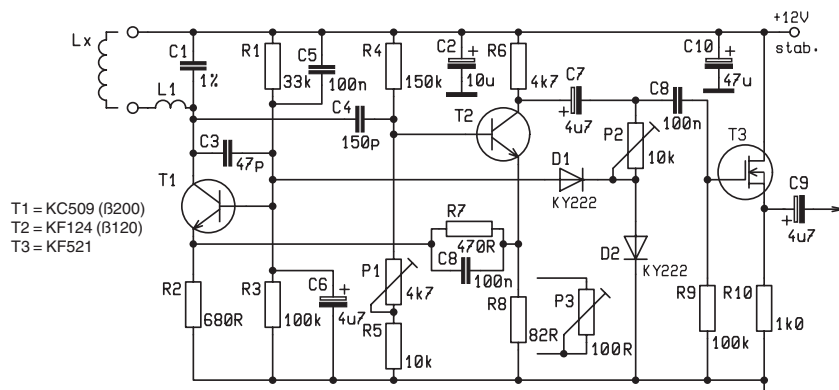 +12V
stab.
Lx
C1
1%
R1
33k
C5
100n
R4
150k
C2
10u
R6
4k7
C10
47u
L1
C4
150p
C7
4u7
C8
100n
T2
P2
10k
T3
C3
47p
T1
D1
KY222
C9
4u7
T1 = KC509 (ß200)
T2 = KF124 (ß120)
T3 = KF521
R7
470R
C8
100n
D2
KY222
R2
680R
R3
100k
C6
4u7
P1
4k7
R5
10k
R8
82R
P3
100R
R9
100k
R10
1k0
+
+
+
+